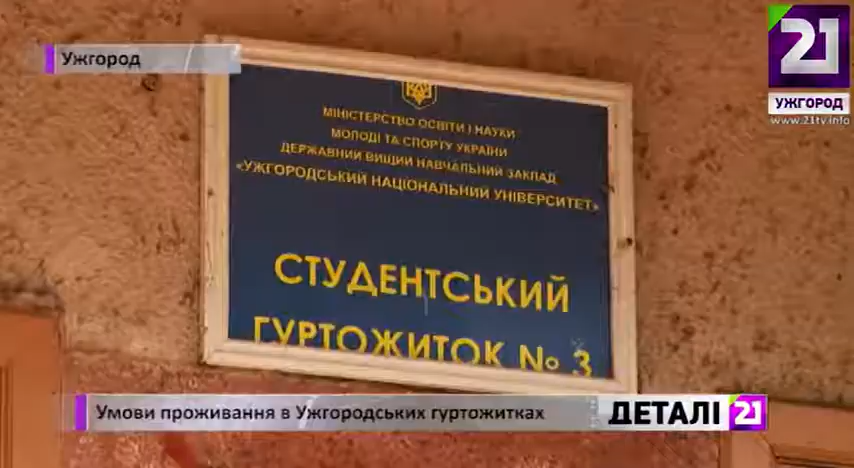 Ужгород
21
УЖГОРОД
www.21tv.info
МІНІСТЕРСТВО ОСВІТИ І НАУКИ
МОЛОДІ ТА СПОРТУ УКРАЇНИ
ДЕРЖАВНИЙ ВИЩИЙ НАВЧАЛЬНИЙ ЗАКЛАД
«УЖГОРОДСЬКИЙ НАЦІОНАЛЬНИЙ УНІВЕРСИТЕТ»
СТУДЕНТСЬКИЙ
ГУРТОЖИТОК № 3
Умови проживання в Ужгородських гуртожитках
ДЕТАЛІ 21